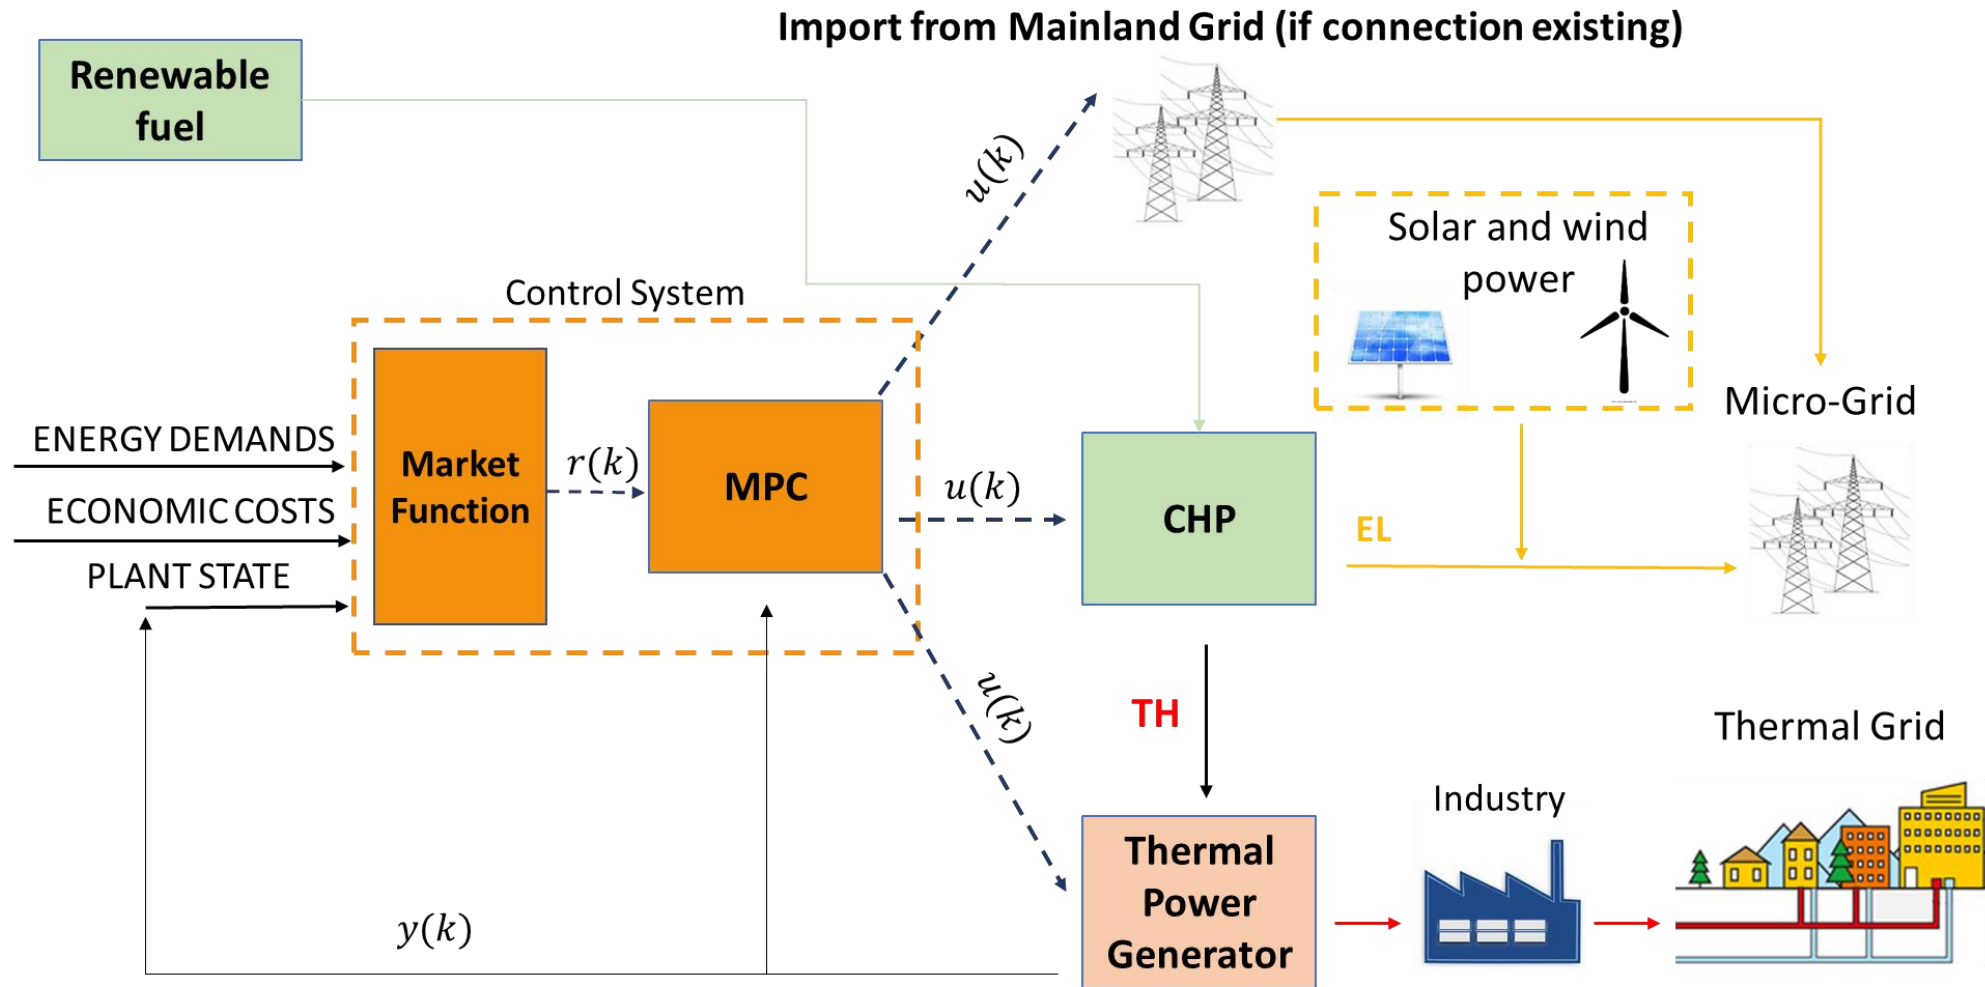 Import from Mainland Grid (if connection existing)
Renewable
fuel
u(k)
Solar and wind
power
Control System
Micro-Grid
ENERGY DEMANDS
ECONOMIC COSTS
PLANT STATE
Market
Function
r(k)
MPC
u(k)
CHP
EL
u(k)
TH
Thermal Grid
Industry
Thermal
Power
Generator
y(k)